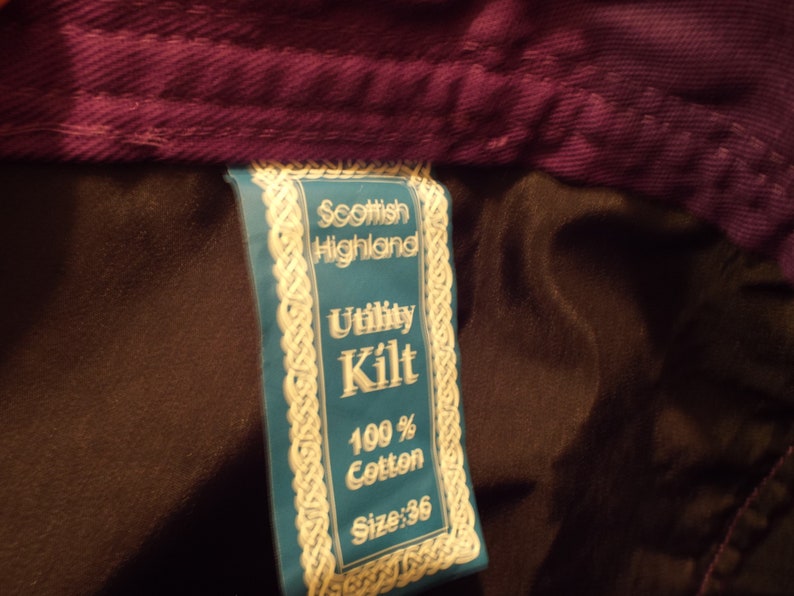 Scottish
Highland
Utility
Kilt
100 %
Cotton
Size:36